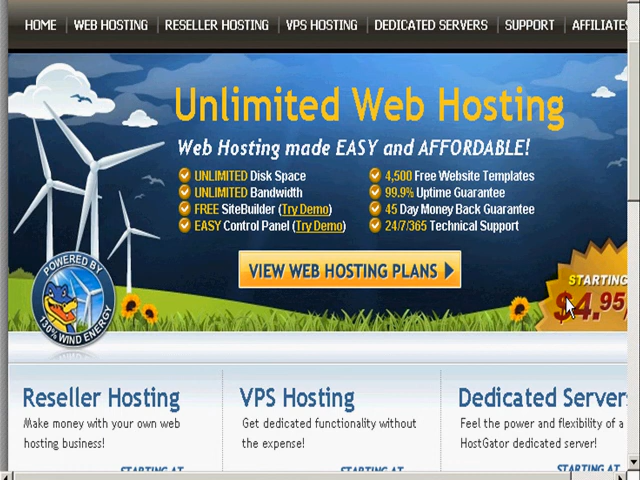 HOME WEB HOSTING RESELLER HOSTING VPS HOSTING DEDICATED SERVERS SUPPORT AFFILIATES
Unlimited Web Hosting
Web Hosting made EASY and AFFORDABLE!
UNLIMITED Disk Space
UNLIMITED Bandwidth
FREE SiteBuilder (Try Demo)
EASY Control Panel (Try Demo)
4,500 Free Website Templates
99.9% Uptime Guarantee
45 Day Money Back Guarantee
24/7/365 Technical Support
VIEW WEB HOSTING PLANS
POWERED BY
130% WIND ENERGY
STARTING
$4.95/
Reseller Hosting
Make money with your own web
hosting business!
STARTING AT
VPS Hosting
Get dedicated functionality without
the expense!
STARTING AT
Dedicated Server
Feel the power and flexibility of a
HostGator dedicated server!
STARTING AT